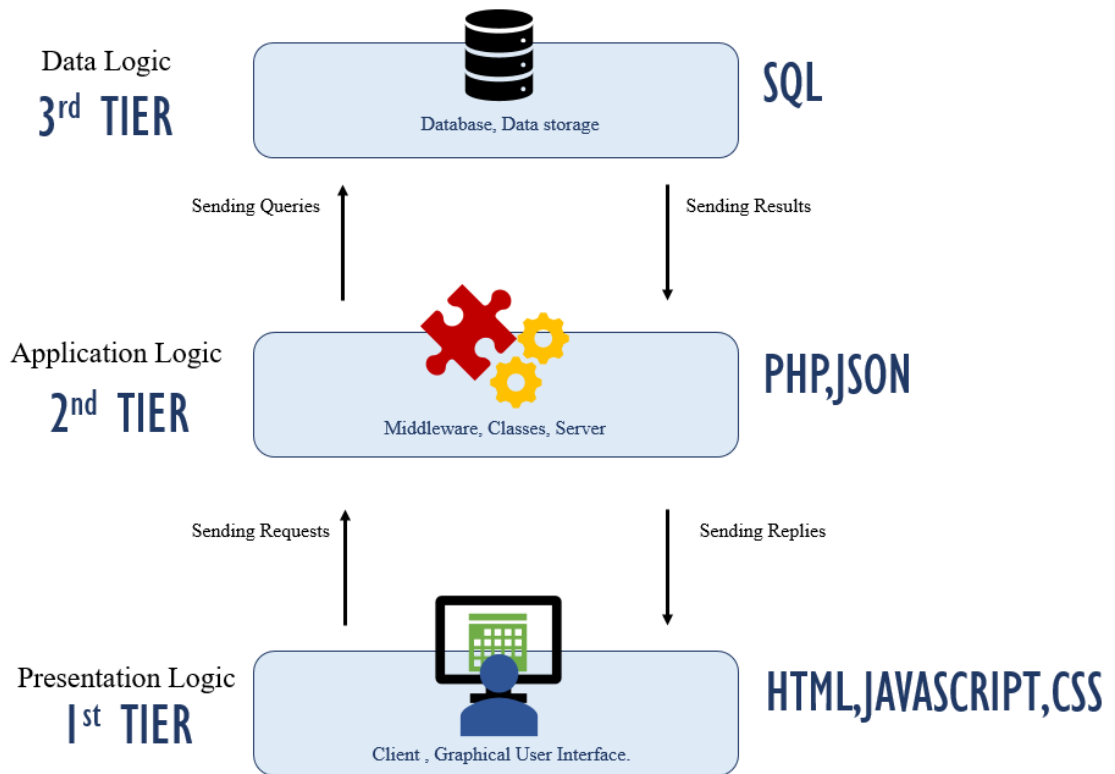 Data Logic
3rd TIER
Database, Data storage
SQL
Sending Queries
Sending Results
Application Logic
2nd TIER
Middleware, Classes, Server
PHP,JSON
Sending Requests
Sending Replies
Presentation Logic
1st TIER
Client , Graphical User Interface.
HTML,JAVASCRIPT,CSS